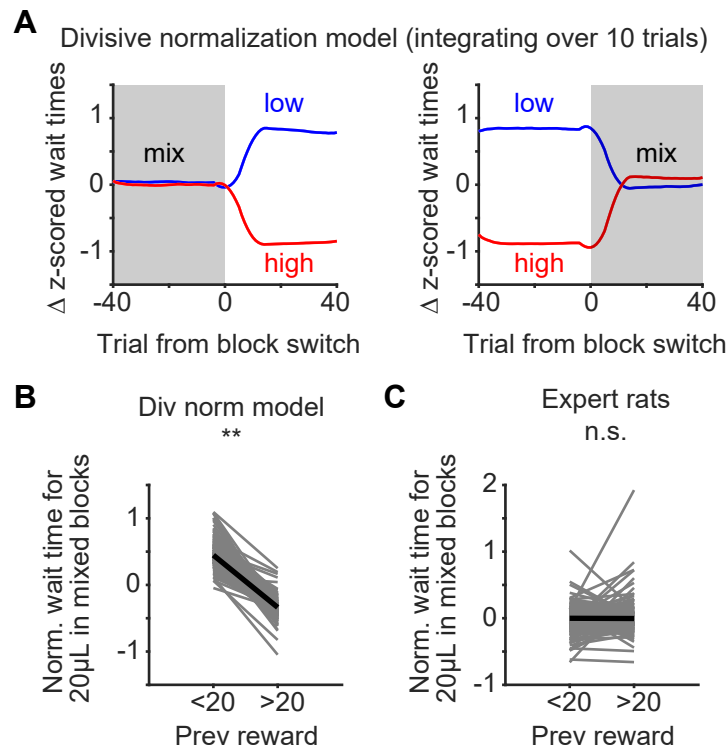 A
Divisive normalization model (integrating over 10 trials)
Δ z-scored wait times
1
0
-1
low
mix
high
-40
0
40
Trial from block switch
Δ z-scored wait times
1
0
-1
low
mix
high
-40
0
40
Trial from block switch
B
Div norm model
**
Norm. wait time for
20µL in mixed blocks
1
0
-1
<20
>20
Prev reward
C
Expert rats
n.s.
Norm. wait time for
20µL in mixed blocks
2
1
0
-1
<20
>20
Prev reward